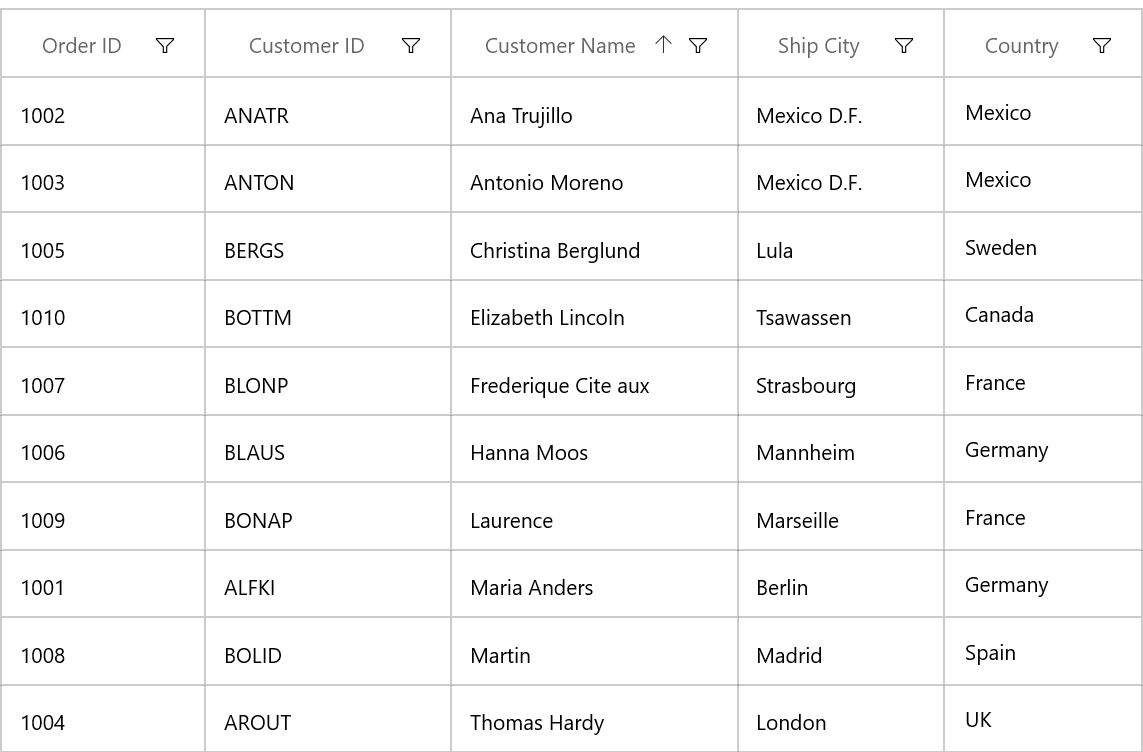 Order ID Customer ID Customer Name Ship City Country
1002 ANATR Ana Trujillo Mexico D.F. Mexico
1003 ANTON Antonio Moreno Mexico D.F. Mexico
1005 BERGS Christina Berglund Lula Sweden
1010 BOTTM Elizabeth Lincoln Tsawassen Canada
1007 BLONP Frederique Cite aux Strasbourg France
1006 BLAUS Hanna Moos Mannheim Germany
1009 BONAP Laurence Marseille France
1001 ALFKI Maria Anders Berlin Germany
1008 BOLID Martin Madrid Spain
1004 AROUT Thomas Hardy London UK